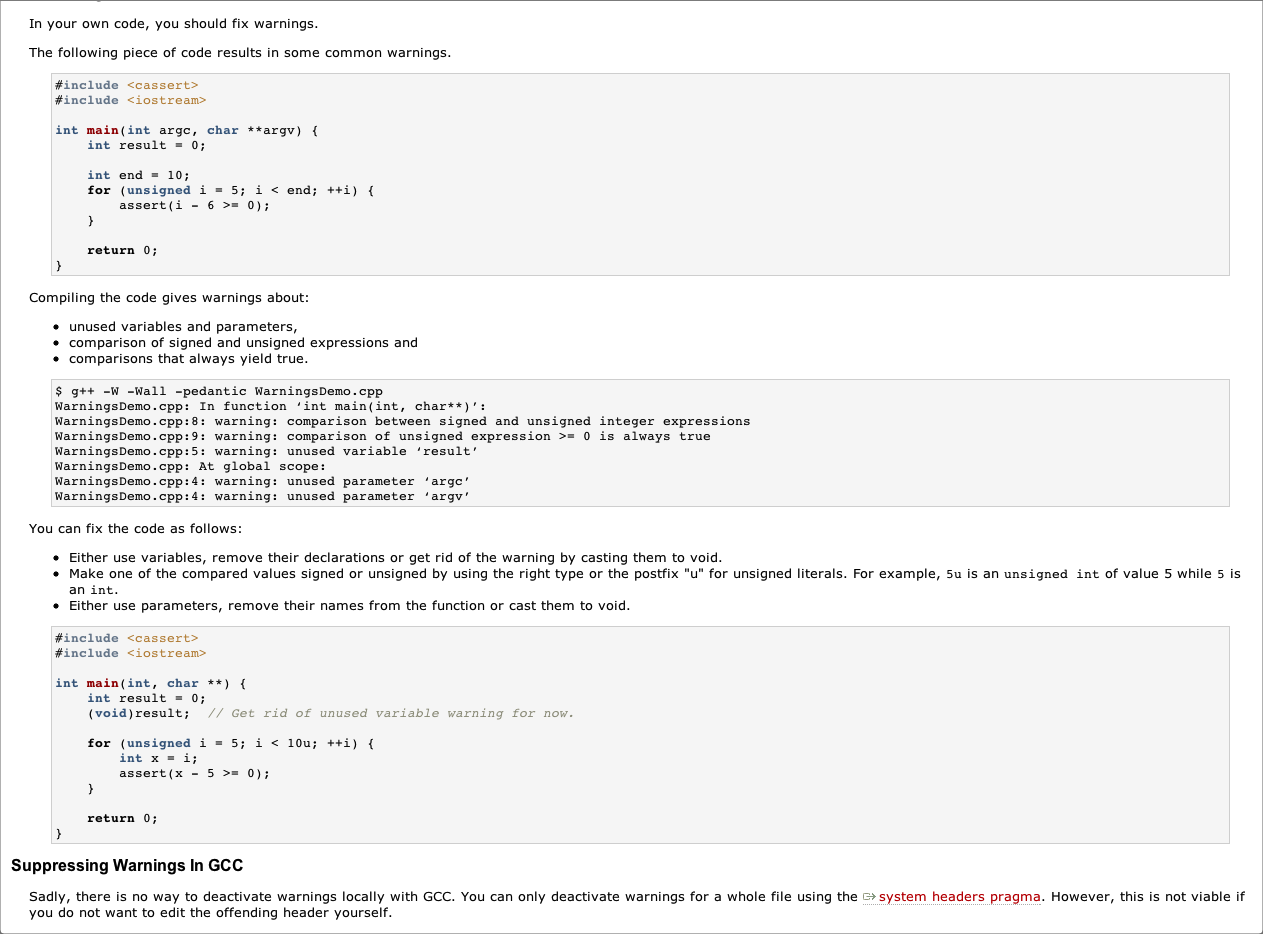 In your own code, you should fix warnings.
The following piece of code results in some common warnings.
#include <cassert>
#include <iostream>
int main(int argc, char **argv) {
    int result = 0;
    int end = 10;
    for (unsigned i = 5; i < end; ++i) {
        assert(i - 6 >= 0);
    }
    return 0;
}
Compiling the code gives warnings about:
• unused variables and parameters,
• comparison of signed and unsigned expressions and
• comparisons that always yield true.
$ g++ -W -Wall -pedantic WarningsDemo.cpp
WarningsDemo.cpp: In function ‘int main(int, char**)’:
WarningsDemo.cpp:8: warning: comparison between signed and unsigned integer expressions
WarningsDemo.cpp:9: warning: comparison of unsigned expression >= 0 is always true
WarningsDemo.cpp:5: warning: unused variable ‘result’
WarningsDemo.cpp: At global scope:
WarningsDemo.cpp:4: warning: unused parameter ‘argc’
WarningsDemo.cpp:4: warning: unused parameter ‘argv’
You can fix the code as follows:
• Either use variables, remove their declarations or get rid of the warning by casting them to void.
• Make one of the compared values signed or unsigned by using the right type or the postfix "u" for unsigned literals. For example, 5u is an unsigned int of value 5 while 5 is
an int.
• Either use parameters, remove their names from the function or cast them to void.
#include <cassert>
#include <iostream>
int main(int, char **) {
    int result = 0;
    (void)result;  // Get rid of unused variable warning for now.
    for (unsigned i = 5; i < 10u; ++i) {
        int x = i;
        assert(x - 5 >= 0);
    }
    return 0;
}
Suppressing Warnings In GCC
Sadly, there is no way to deactivate warnings locally with GCC. You can only deactivate warnings for a whole file using the system headers pragma. However, this is not viable if
you do not want to edit the offending header yourself.